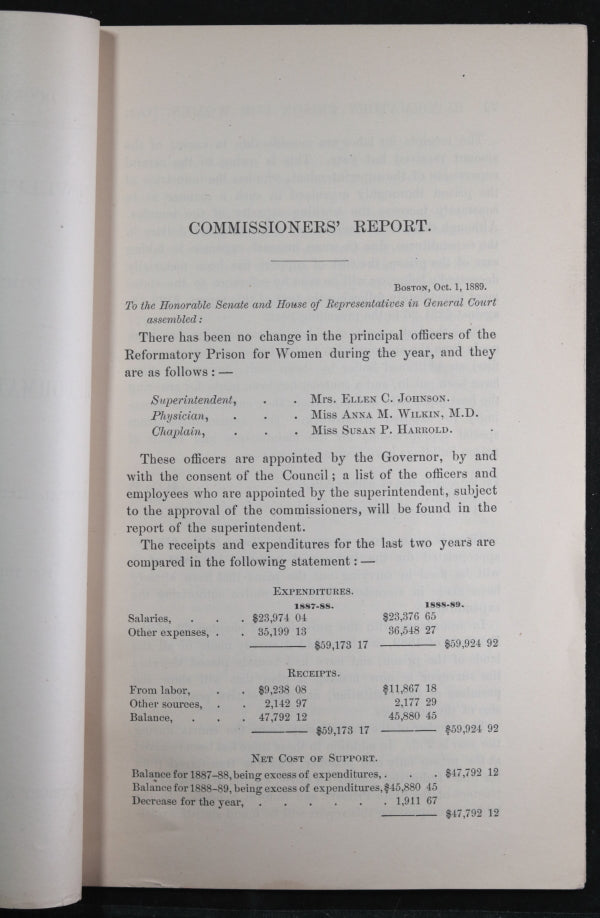 COMMISSIONERS' REPORT.
BOSTON, Oct. 1, 1889.
To the Honorable Senate and House of Representatives in General Court
assembled:
There has been no change in the principal officers of the
Reformatory Prison for Women during the year, and they
are as follows: —
Superintendent, . . Mrs. ELLEN C. JOHNSON.
Physician, . . . Miss ANNA M. WILKIN, M.D.
Chaplain, . . . Miss SUSAN P. HARROLD.
These officers are appointed by the Governor, by and
with the consent of the Council; a list of the officers and
employees who are appointed by the superintendent, subject
to the approval of the commissioners, will be found in the
report of the superintendent.
The receipts and expenditures for the last two years are
compared in the following statement: —
EXPENDITURES.
1887-88. 1888-89.
Salaries, . . . $23,974 04 $23,376 65
Other expenses, . . 35,199 13 36,548 27
$59,173 17 $59,924 92
RECEIPTS.
From labor, . . $9,238 08 $11,867 18
Other sources, . . 2,142 97 2,177 29
Balance, . . . 47,792 12 45,880 45
$59,173 17 $59,924 92
NET COST OF SUPPORT.
Balance for 1887-88, being excess of expenditures, . . . $47,792 12
Balance for 1888-89, being excess of expenditures, $45,880 45
Decrease for the year, . . . . . . 1,911 67
$47,792 12